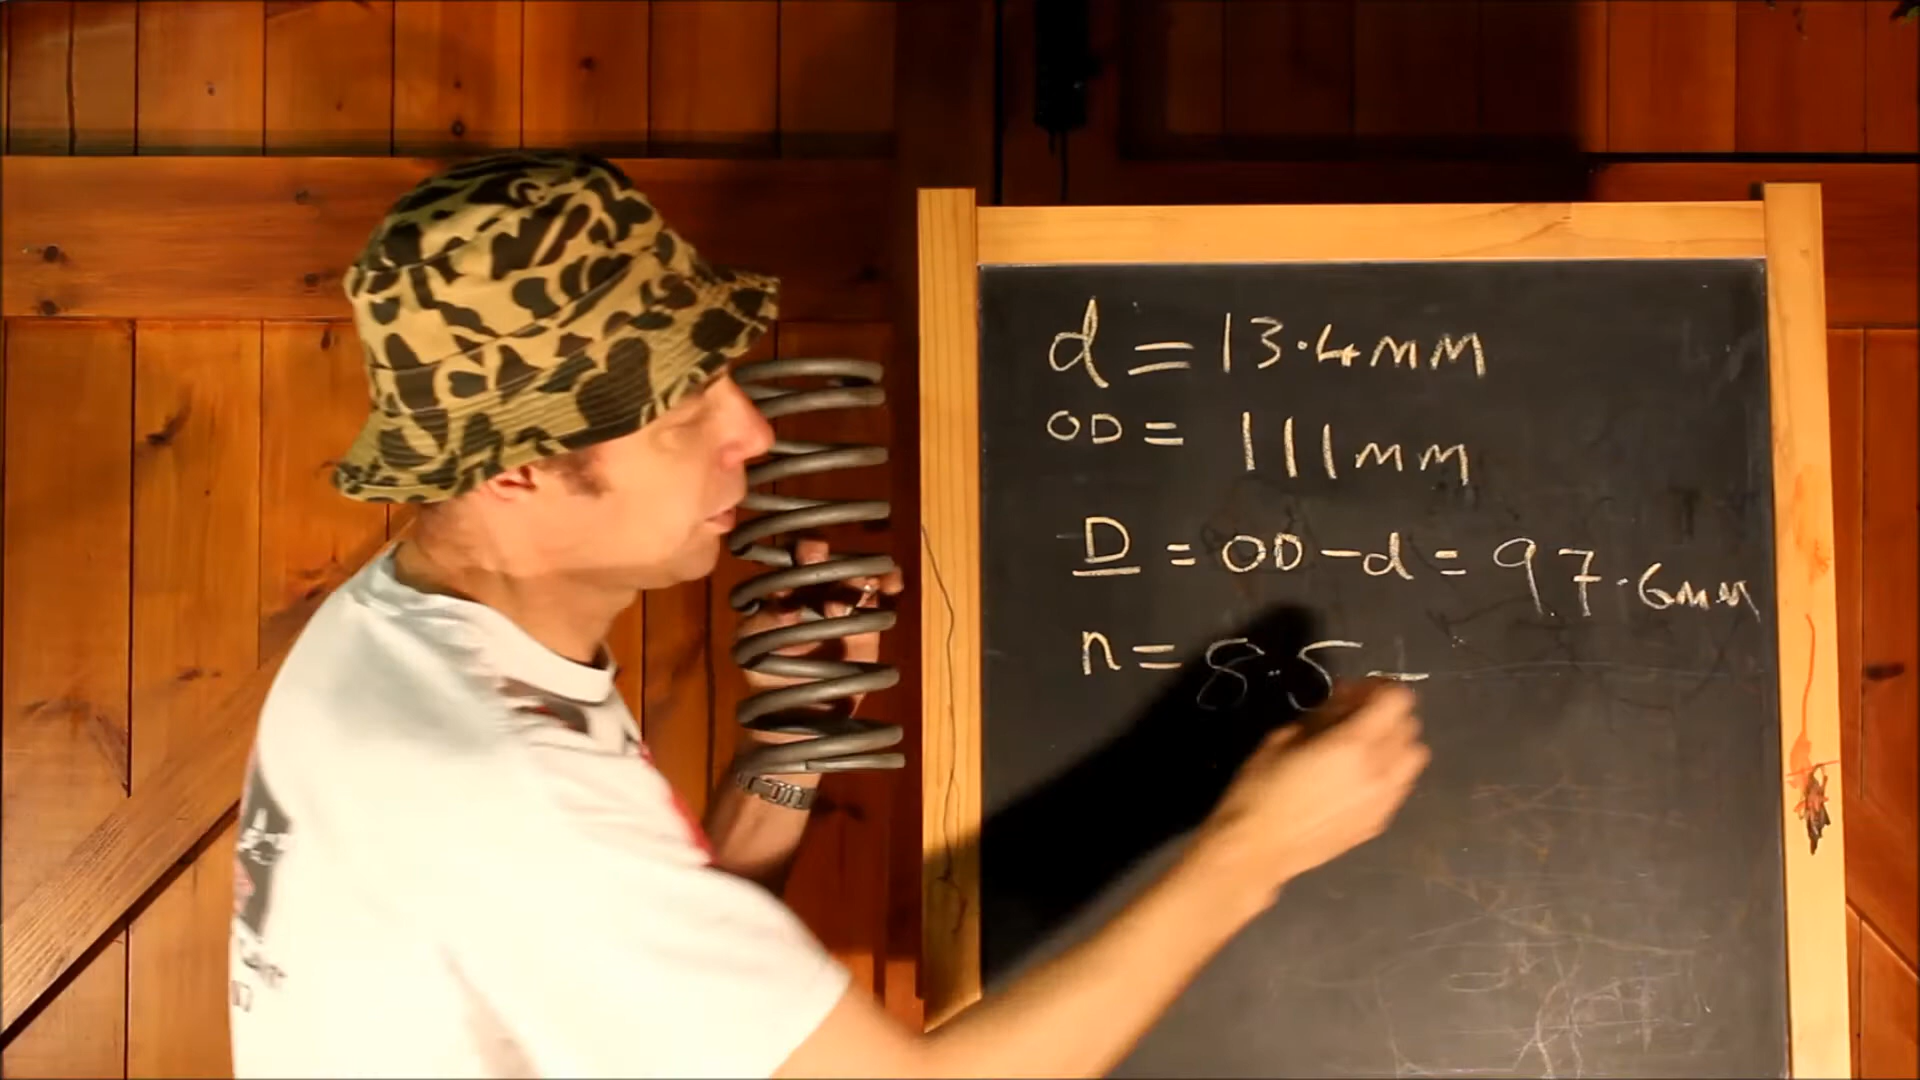 d = 13.4mm
OD = 111mm
D = OD - d = 97.6mm
n = 8.5 -